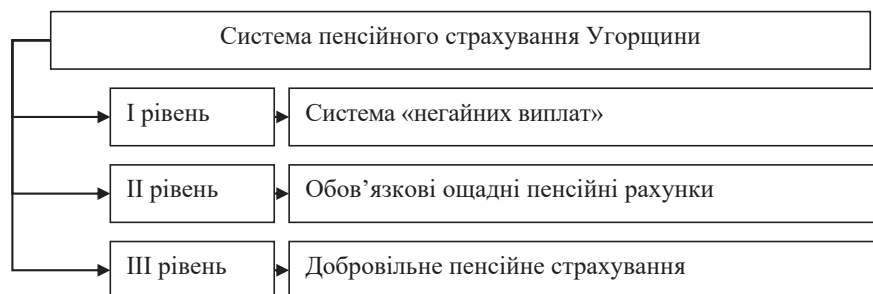 Система пенсійного страхування Угорщини
І рівень
Система «негайних виплат»
ІІ рівень
Обов’язкові ощадні пенсійні рахунки
ІІІ рівень
Добровільне пенсійне страхування